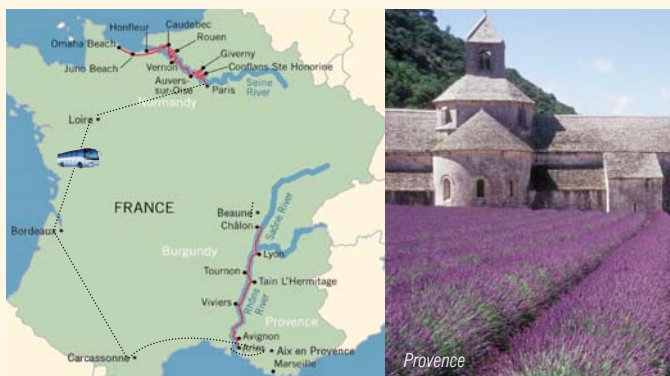 Honfleur
Caudebec
Omaha Beach
Rouen
Giverny
Juno Beach
Vernon
Conflans Ste Honorine
Auvers-
sur-Oise
Paris
Seine
River
Normandy
Loire
FRANCE
Beaune
Châlon
Saône River
Bordeaux
Burgundy
Lyon
Tournon
Tain L'Hermitage
Viviers
Rhône
River
Provence
Avignon
Arles
Aix en Provence
Carcassonne
Marseille
Provence